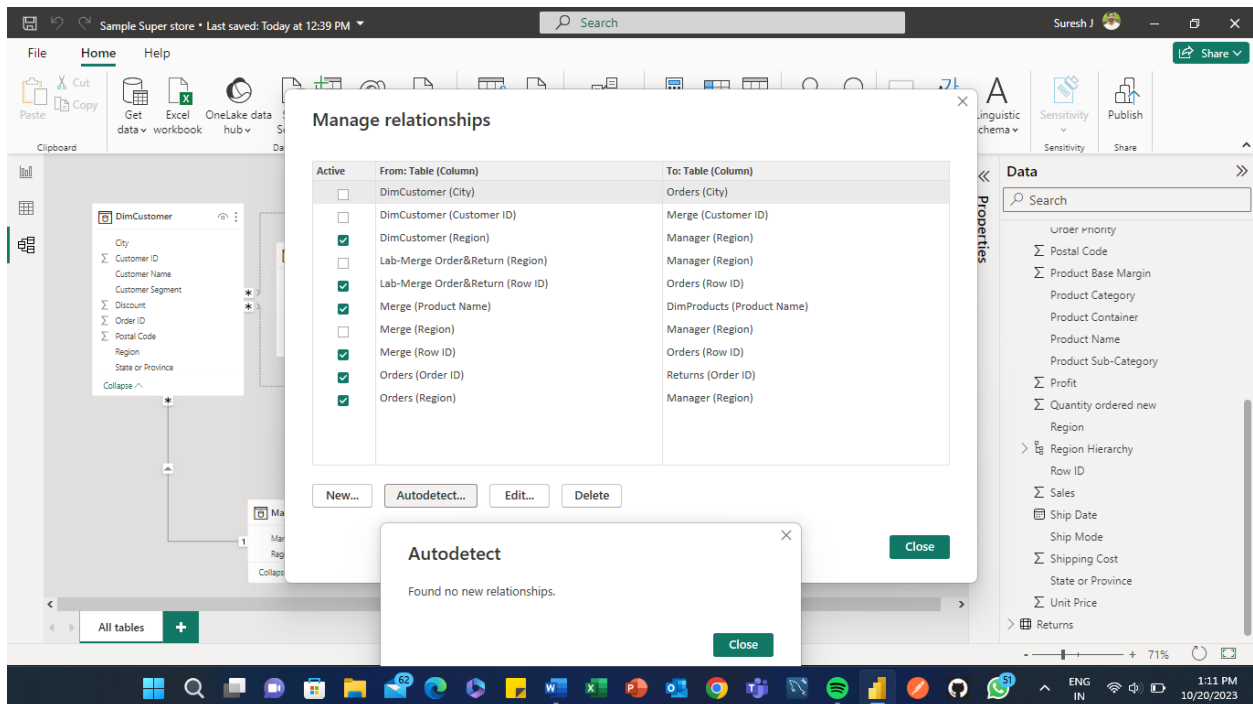 Sample Super store • Last saved: Today at 12:39 PM
Search
Suresh J
File Home Help
Share
Paste
Cut
Copy
Clipboard
Get data
Excel workbook
OneLake data hub
Sensitivity
Sensitivity
Publish
Share
Manage relationships
Active From: Table (Column) To: Table (Column)
DimCustomer (City) Orders (City)
DimCustomer (Customer ID) Merge (Customer ID)
DimCustomer (Region) Manager (Region)
Lab-Merge Order&Return (Region) Manager (Region)
Lab-Merge Order&Return (Row ID) Orders (Row ID)
Merge (Product Name) DimProducts (Product Name)
Merge (Region) Manager (Region)
Merge (Row ID) Orders (Row ID)
Orders (Order ID) Returns (Order ID)
Orders (Region) Manager (Region)
New... Autodetect... Edit... Delete
Close
Autodetect
Found no new relationships.
Close
DimCustomer
City
Customer ID
Customer Name
Customer Segment
Discount
Order ID
Postal Code
Region
State or Province
Collapse
1
All tables
Properties
Data
Search
Order Priority
Postal Code
Product Base Margin
Product Category
Product Container
Product Name
Product Sub-Category
Profit
Quantity ordered new
Region
Region Hierarchy
Row ID
Sales
Ship Date
Ship Mode
Shipping Cost
State or Province
Unit Price
Returns
71%
62
51
ENG
IN
1:11 PM
10/20/2023